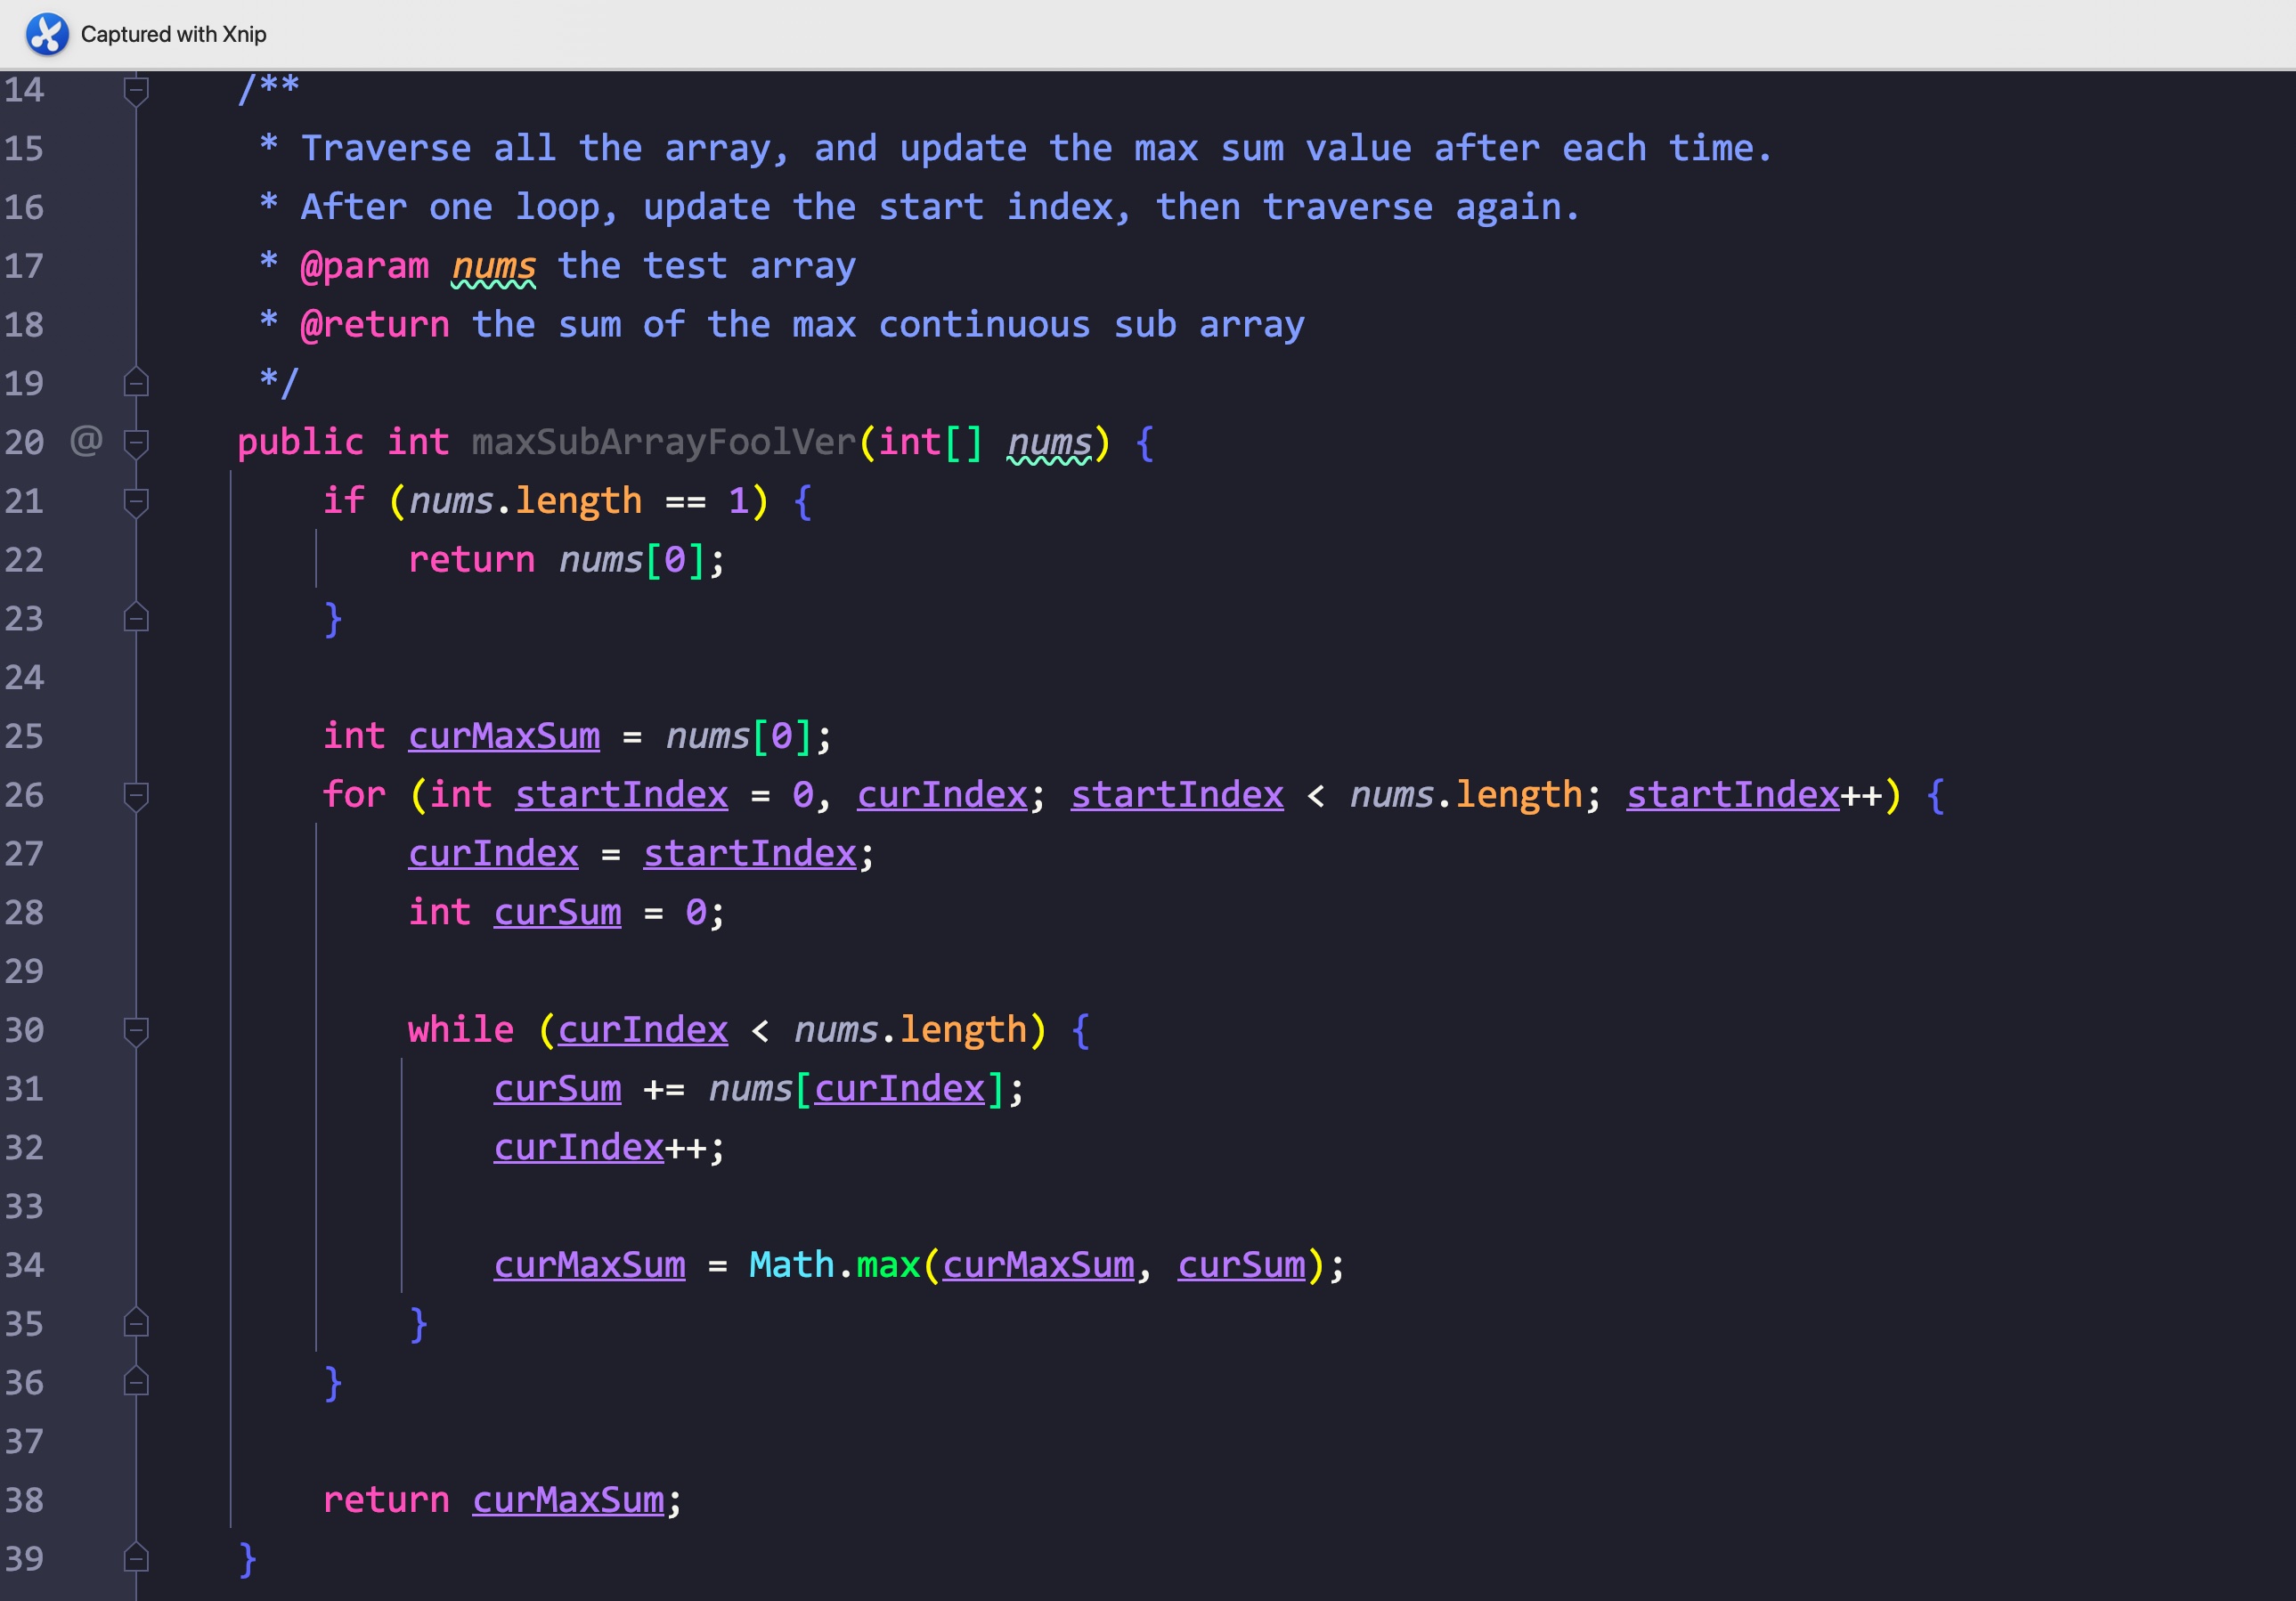 Captured with Xnip
14 /**
15 * Traverse all the array, and update the max sum value after each time.
16 * After one loop, update the start index, then traverse again.
17 * @param nums the test array
18 * @return the sum of the max continuous sub array
19 */
20 @ public int maxSubArrayFoolVer(int[] nums) {
21 if (nums.length == 1) {
22 return nums[0];
23 }
24
25 int curMaxSum = nums[0];
26 for (int startIndex = 0, curIndex; startIndex < nums.length; startIndex++) {
27 curIndex = startIndex;
28 int curSum = 0;
29
30 while (curIndex < nums.length) {
31 curSum += nums[curIndex];
32 curIndex++;
33
34 curMaxSum = Math.max(curMaxSum, curSum);
35 }
36 }
37
38 return curMaxSum;
39 }